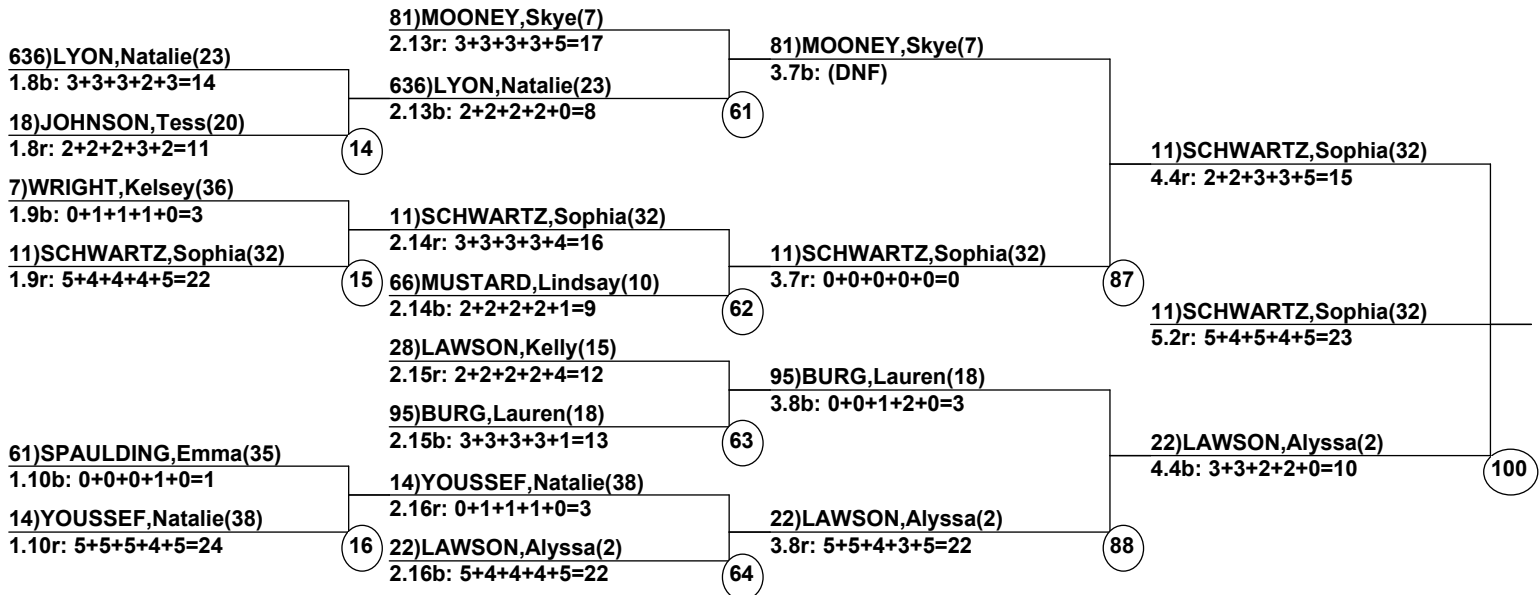 636)LYON,Natalie(23)
1.8b: 3+3+3+2+3=14
18)JOHNSON,Tess(20)
1.8r: 2+2+2+3+2=11
14
7)WRIGHT,Kelsey(36)
1.9b: 0+1+1+1+0=3
11)SCHWARTZ,Sophia(32)
1.9r: 5+4+4+4+5=22
15
61)SPAULDING,Emma(35)
1.10b: 0+0+0+1+0=1
14)YOUSSEF,Natalie(38)
1.10r: 5+5+5+4+5=24
16
81)MOONEY,Skye(7)
2.13r: 3+3+3+3+5=17
636)LYON,Natalie(23)
2.13b: 2+2+2+2+0=8
61
11)SCHWARTZ,Sophia(32)
2.14r: 3+3+3+3+4=16
66)MUSTARD,Lindsay(10)
2.14b: 2+2+2+2+1=9
62
28)LAWSON,Kelly(15)
2.15r: 2+2+2+2+4=12
95)BURG,Lauren(18)
2.15b: 3+3+3+3+1=13
63
14)YOUSSEF,Natalie(38)
2.16r: 0+1+1+1+0=3
22)LAWSON,Alyssa(2)
2.16b: 5+4+4+4+5=22
64
81)MOONEY,Skye(7)
3.7b: (DNF)
11)SCHWARTZ,Sophia(32)
3.7r: 0+0+0+0+0=0
87
95)BURG,Lauren(18)
3.8b: 0+0+1+2+0=3
22)LAWSON,Alyssa(2)
3.8r: 5+5+4+3+5=22
88
11)SCHWARTZ,Sophia(32)
4.4r: 2+2+3+3+5=15
11)SCHWARTZ,Sophia(32)
5.2r: 5+4+5+4+5=23
22)LAWSON,Alyssa(2)
4.4b: 3+3+2+2+0=10
100